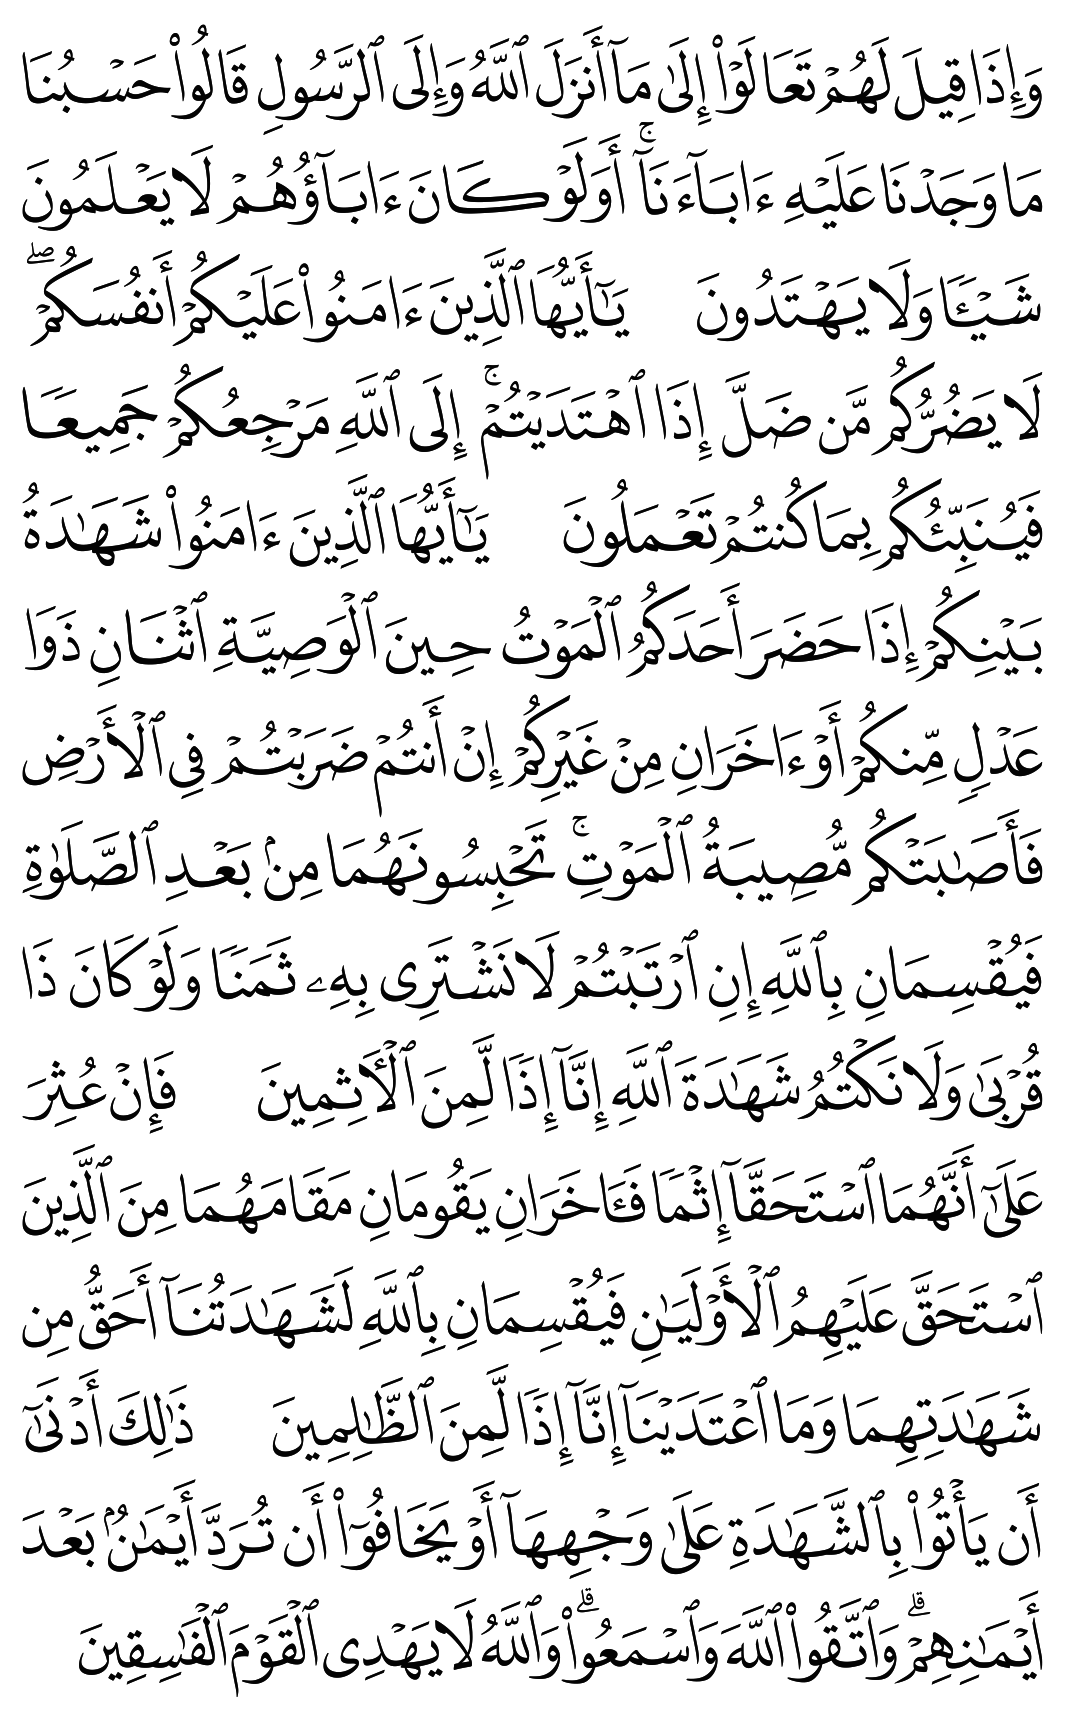 وَإِذَا قِيلَ لَهُمۡ تَعَالَوۡاْ إِلَىٰ مَآ أَنزَلَ ٱللَّهُ وَإِلَى ٱلرَّسُولِ قَالُواْ حَسۡبُنَا
مَا وَجَدۡنَا عَلَيۡهِ ءَابَآءَنَآۚ أَوَلَوۡ كَانَ ءَابَآؤُهُمۡ لَا يَعۡلَمُونَ
شَيۡـٔٗا وَلَا يَهۡتَدُونَ يَـٰٓأَيُّهَا ٱلَّذِينَ ءَامَنُواْ عَلَيۡكُمۡ أَنفُسَكُمۡۖ
لَا يَضُرُّكُم مَّن ضَلَّ إِذَا ٱهۡتَدَيۡتُمۡۚ إِلَى ٱللَّهِ مَرۡجِعُكُمۡ جَمِيعٗا
فَيُنَبِّئُكُم بِمَا كُنتُمۡ تَعۡمَلُونَ يَـٰٓأَيُّهَا ٱلَّذِينَ ءَامَنُواْ شَهَٰدَةُ
بَيۡنِكُمۡ إِذَا حَضَرَ أَحَدَكُمُ ٱلۡمَوۡتُ حِينَ ٱلۡوَصِيَّةِ ٱثۡنَانِ ذَوَا
عَدۡلٖ مِّنكُمۡ أَوۡ ءَاخَرَانِ مِنۡ غَيۡرِكُمۡ إِنۡ أَنتُمۡ ضَرَبۡتُمۡ فِي ٱلۡأَرۡضِ
فَأَصَٰبَتۡكُم مُّصِيبَةُ ٱلۡمَوۡتِۚ تَحۡبِسُونَهُمَا مِنۢ بَعۡدِ ٱلصَّلَوٰةِ
فَيُقۡسِمَانِ بِٱللَّهِ إِنِ ٱرۡتَبۡتُمۡ لَا نَشۡتَرِي بِهِۦ ثَمَنٗا وَلَوۡ كَانَ ذَا
قُرۡبَىٰ وَلَا نَكۡتُمُ شَهَٰدَةَ ٱللَّهِ إِنَّآ إِذٗا لَّمِنَ ٱلۡأٓثِمِينَ فَإِنۡ عُثِرَ
عَلَىٰٓ أَنَّهُمَا ٱسۡتَحَقَّآ إِثۡمٗا فَـَٔاخَرَانِ يَقُومَانِ مَقَامَهُمَا مِنَ ٱلَّذِينَ
ٱسۡتَحَقَّ عَلَيۡهِمُ ٱلۡأَوۡلَيَٰنِ فَيُقۡسِمَانِ بِٱللَّهِ لَشَهَٰدَتُنَآ أَحَقُّ مِن
شَهَٰدَتِهِمَا وَمَا ٱعۡتَدَيۡنَآ إِنَّآ إِذٗا لَّمِنَ ٱلظَّٰلِمِينَ ذَٰلِكَ أَدۡنَىٰٓ
أَن يَأۡتُواْ بِٱلشَّهَٰدَةِ عَلَىٰ وَجۡهِهَآ أَوۡ يَخَافُوٓاْ أَن تُرَدَّ أَيۡمَٰنُۢ بَعۡدَ
أَيۡمَٰنِهِمۡۗ وَٱتَّقُواْ ٱللَّهَ وَٱسۡمَعُواْۗ وَٱللَّهُ لَا يَهۡدِي ٱلۡقَوۡمَ ٱلۡفَٰسِقِينَ